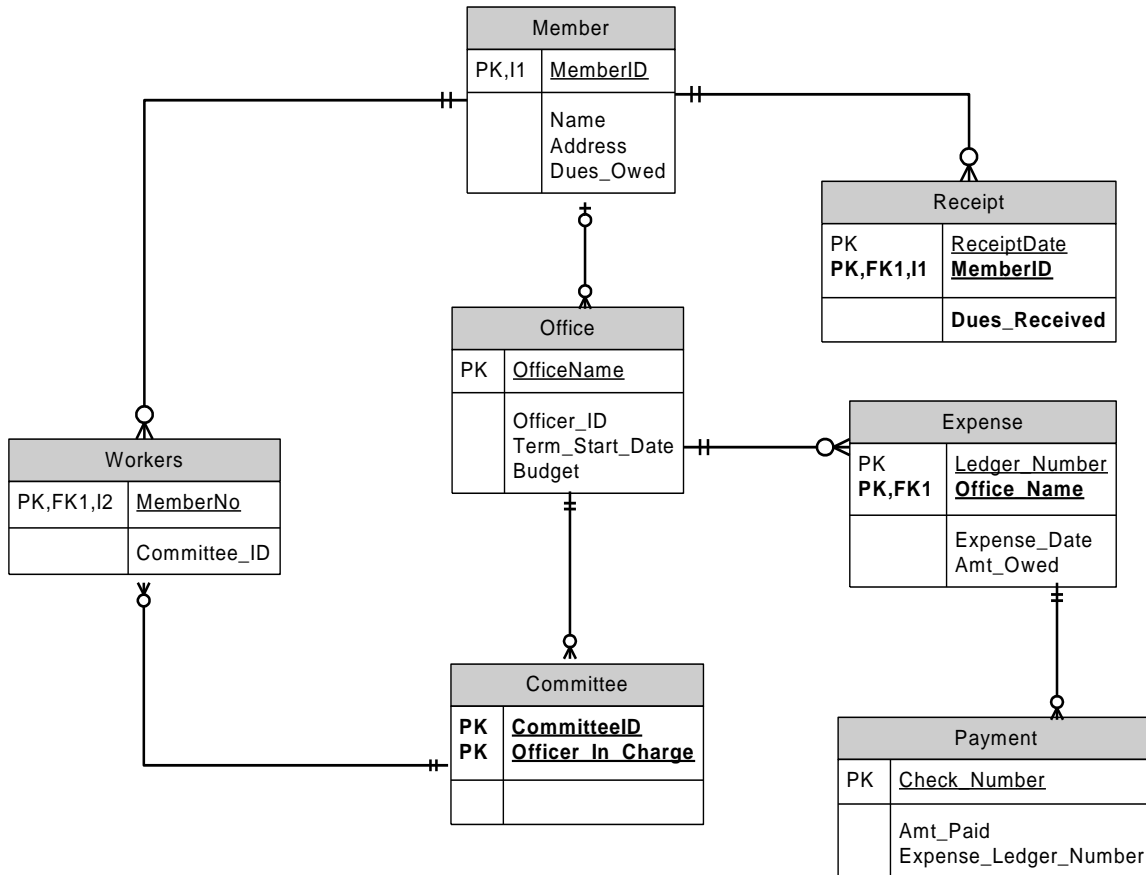 Member
PK,I1 MemberID
Name
Address
Dues_Owed
Receipt
PK ReceiptDate
PK,FK1,I1 MemberID
Dues_Received
Office
PK OfficeName
Officer_ID
Term_Start_Date
Budget
Expense
PK Ledger_Number
PK,FK1 Office_Name
Expense_Date
Amt_Owed
Workers
PK,FK1,I2 MemberNo
Committee_ID
Committee
PK CommitteeID
PK Officer_In_Charge
Payment
PK Check_Number
Amt_Paid
Expense_Ledger_Number